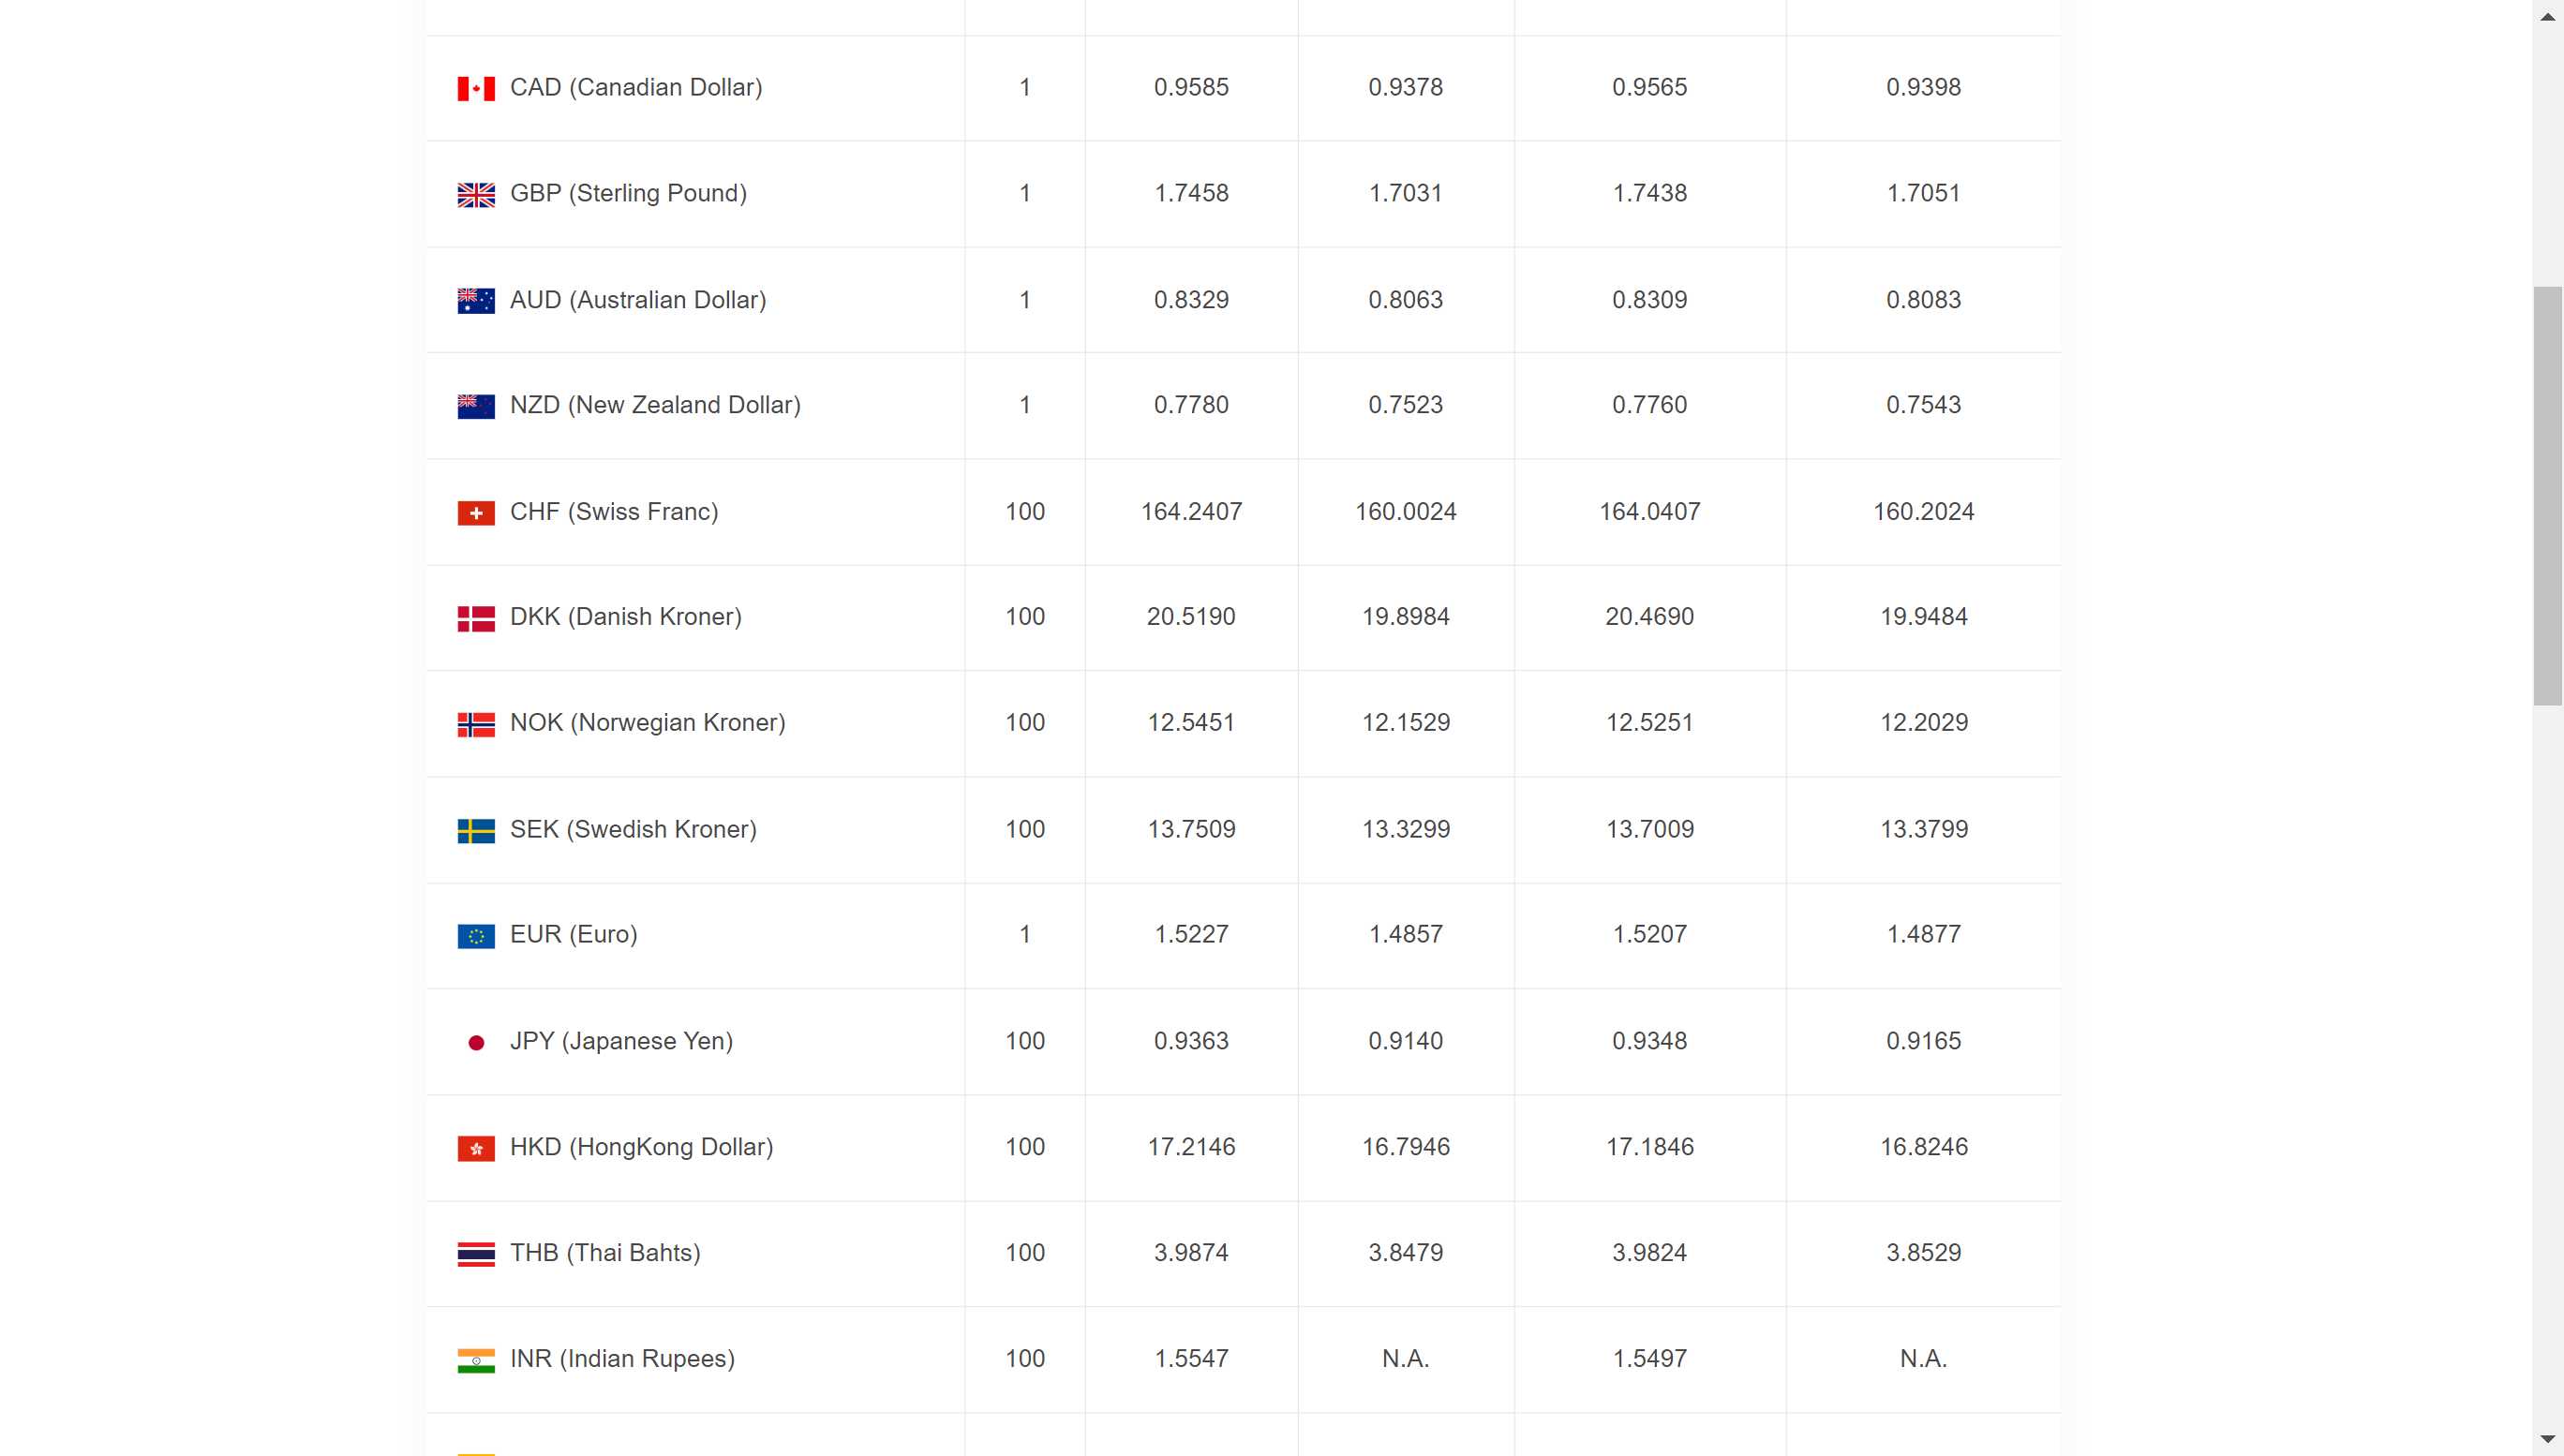 CAD (Canadian Dollar) 1 0.9585 0.9378 0.9565 0.9398
GBP (Sterling Pound) 1 1.7458 1.7031 1.7438 1.7051
AUD (Australian Dollar) 1 0.8329 0.8063 0.8309 0.8083
NZD (New Zealand Dollar) 1 0.7780 0.7523 0.7760 0.7543
CHF (Swiss Franc) 100 164.2407 160.0024 164.0407 160.2024
DKK (Danish Kroner) 100 20.5190 19.8984 20.4690 19.9484
NOK (Norwegian Kroner) 100 12.5451 12.1529 12.5251 12.2029
SEK (Swedish Kroner) 100 13.7509 13.3299 13.7009 13.3799
EUR (Euro) 1 1.5227 1.4857 1.5207 1.4877
JPY (Japanese Yen) 100 0.9363 0.9140 0.9348 0.9165
HKD (HongKong Dollar) 100 17.2146 16.7946 17.1846 16.8246
THB (Thai Bahts) 100 3.9874 3.8479 3.9824 3.8529
INR (Indian Rupees) 100 1.5547 N.A. 1.5497 N.A.